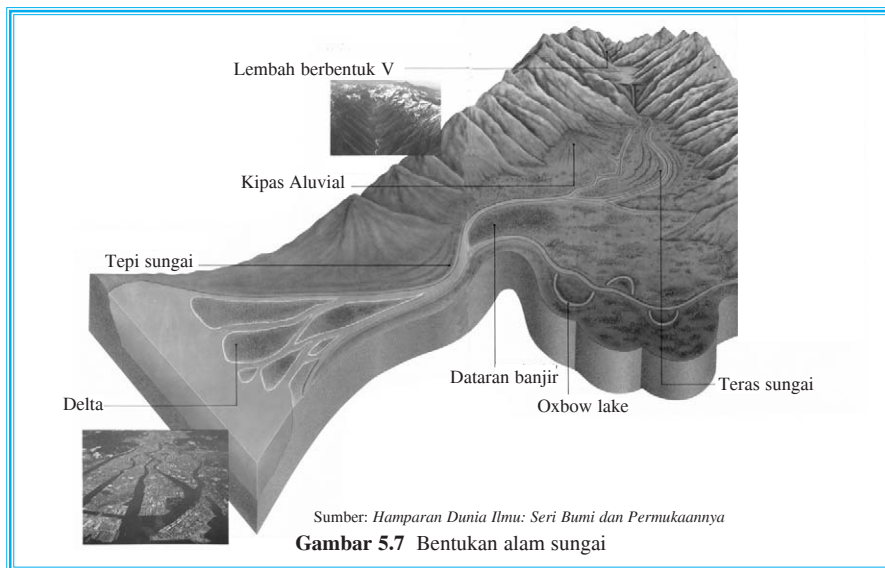 Lembah berbentuk V
Kipas Aluvial
Tepi sungai
Dataran banjir
Teras sungai
Oxbow lake
Delta
Sumber: Hamparan Dunia Ilmu: Seri Bumi dan Permukaannya
Gambar 5.7 Bentukan alam sungai